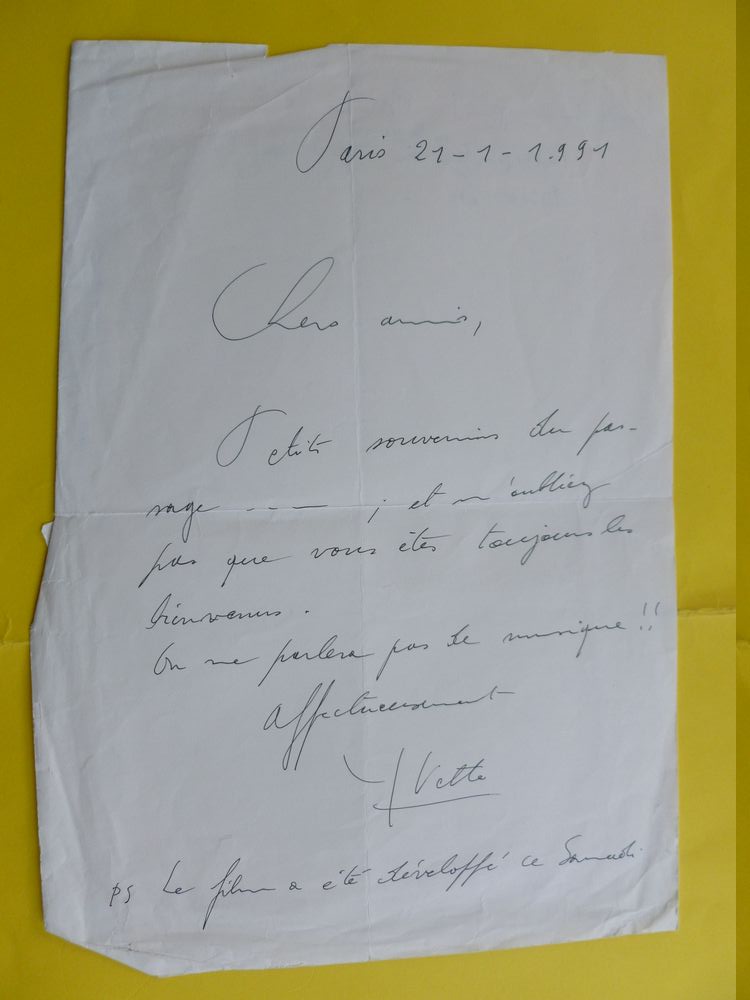 Paris 21-1-1.991
Chers amis,
Petits souvenirs du pas-
sage ---- ; et n'oubliez
pas que vous êtes toujours les
bienvenus.
On ne parlera pas de musique !!
Affectueusement
Yvette
PS Le film a été développé ce Samedi